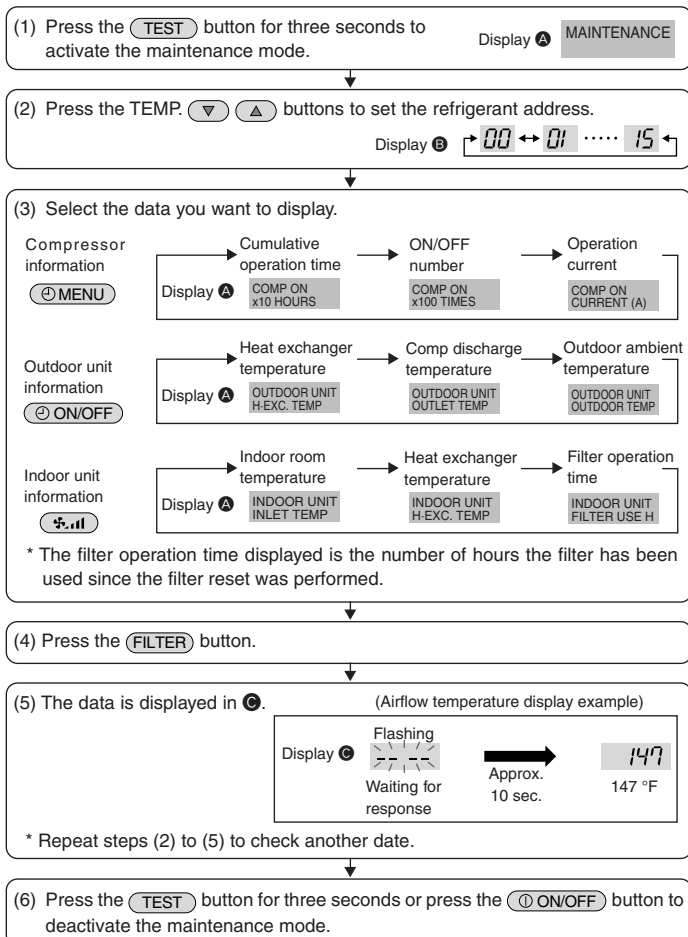 (1) Press the TEST button for three seconds to
activate the maintenance mode.
Display A MAINTENANCE
(2) Press the TEMP. ▽ △ buttons to set the refrigerant address.
Display B 00 ↔ 01 ····· 15
(3) Select the data you want to display.
Compressor
information
MENU
Cumulative
operation time
ON/OFF
number
Operation
current
Display A
COMP ON
x10 HOURS
COMP ON
x100 TIMES
COMP ON
CURRENT (A)
Outdoor unit
information
ON/OFF
Heat exchanger
temperature
Comp discharge
temperature
Outdoor ambient
temperature
Display A
OUTDOOR UNIT
H·EXC. TEMP
OUTDOOR UNIT
OUTLET TEMP
OUTDOOR UNIT
OUTDOOR TEMP
Indoor unit
information
Indoor room
temperature
Heat exchanger
temperature
Filter operation
time
Display A
INDOOR UNIT
INLET TEMP
INDOOR UNIT
H·EXC. TEMP
INDOOR UNIT
FILTER USE H
* The filter operation time displayed is the number of hours the filter has been
used since the filter reset was performed.
(4) Press the FILTER button.
(5) The data is displayed in C.
(Airflow temperature display example)
Display C
Flashing
-- --
Waiting for
response
Approx.
10 sec.
147
147 °F
* Repeat steps (2) to (5) to check another date.
(6) Press the TEST button for three seconds or press the ON/OFF button to
deactivate the maintenance mode.